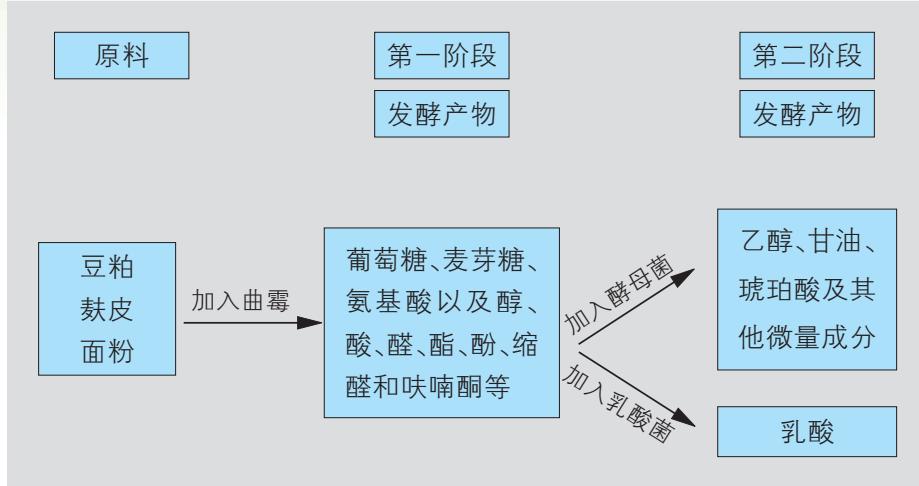 原料
第一阶段
第二阶段
发酵产物
发酵产物
豆粕
麸皮
面粉
加入曲霉
葡萄糖、麦芽糖、
氨基酸以及醇、
酸、醛、酯、酚、缩
醛和呋喃酮等
加入酵母菌
加入乳酸菌
乙醇、甘油、
琥珀酸及其
他微量成分
乳酸